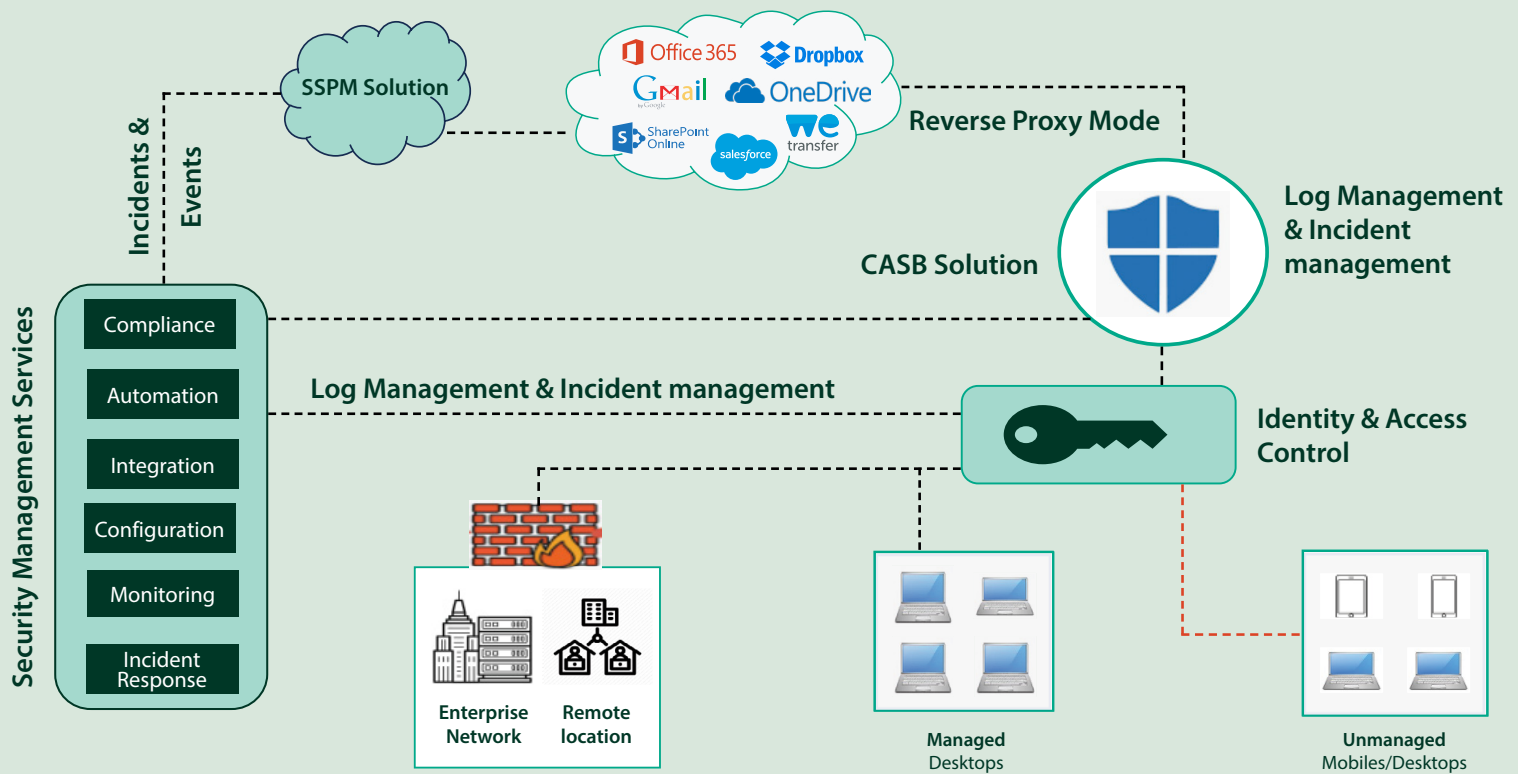 SSPM Solution
Office 365
Dropbox
GMail
by Google
OneDrive
S
SharePoint
Online
salesforce
we
transfer
Reverse Proxy Mode
Incidents &
Events
CASB Solution
Log Management
& Incident
management
Security Management Services
Compliance
Automation
Integration
Configuration
Monitoring
Incident
Response
Log Management & Incident management
Identity & Access
Control
Enterprise
Network
Remote
location
Managed
Desktops
Unmanaged
Mobiles/Desktops